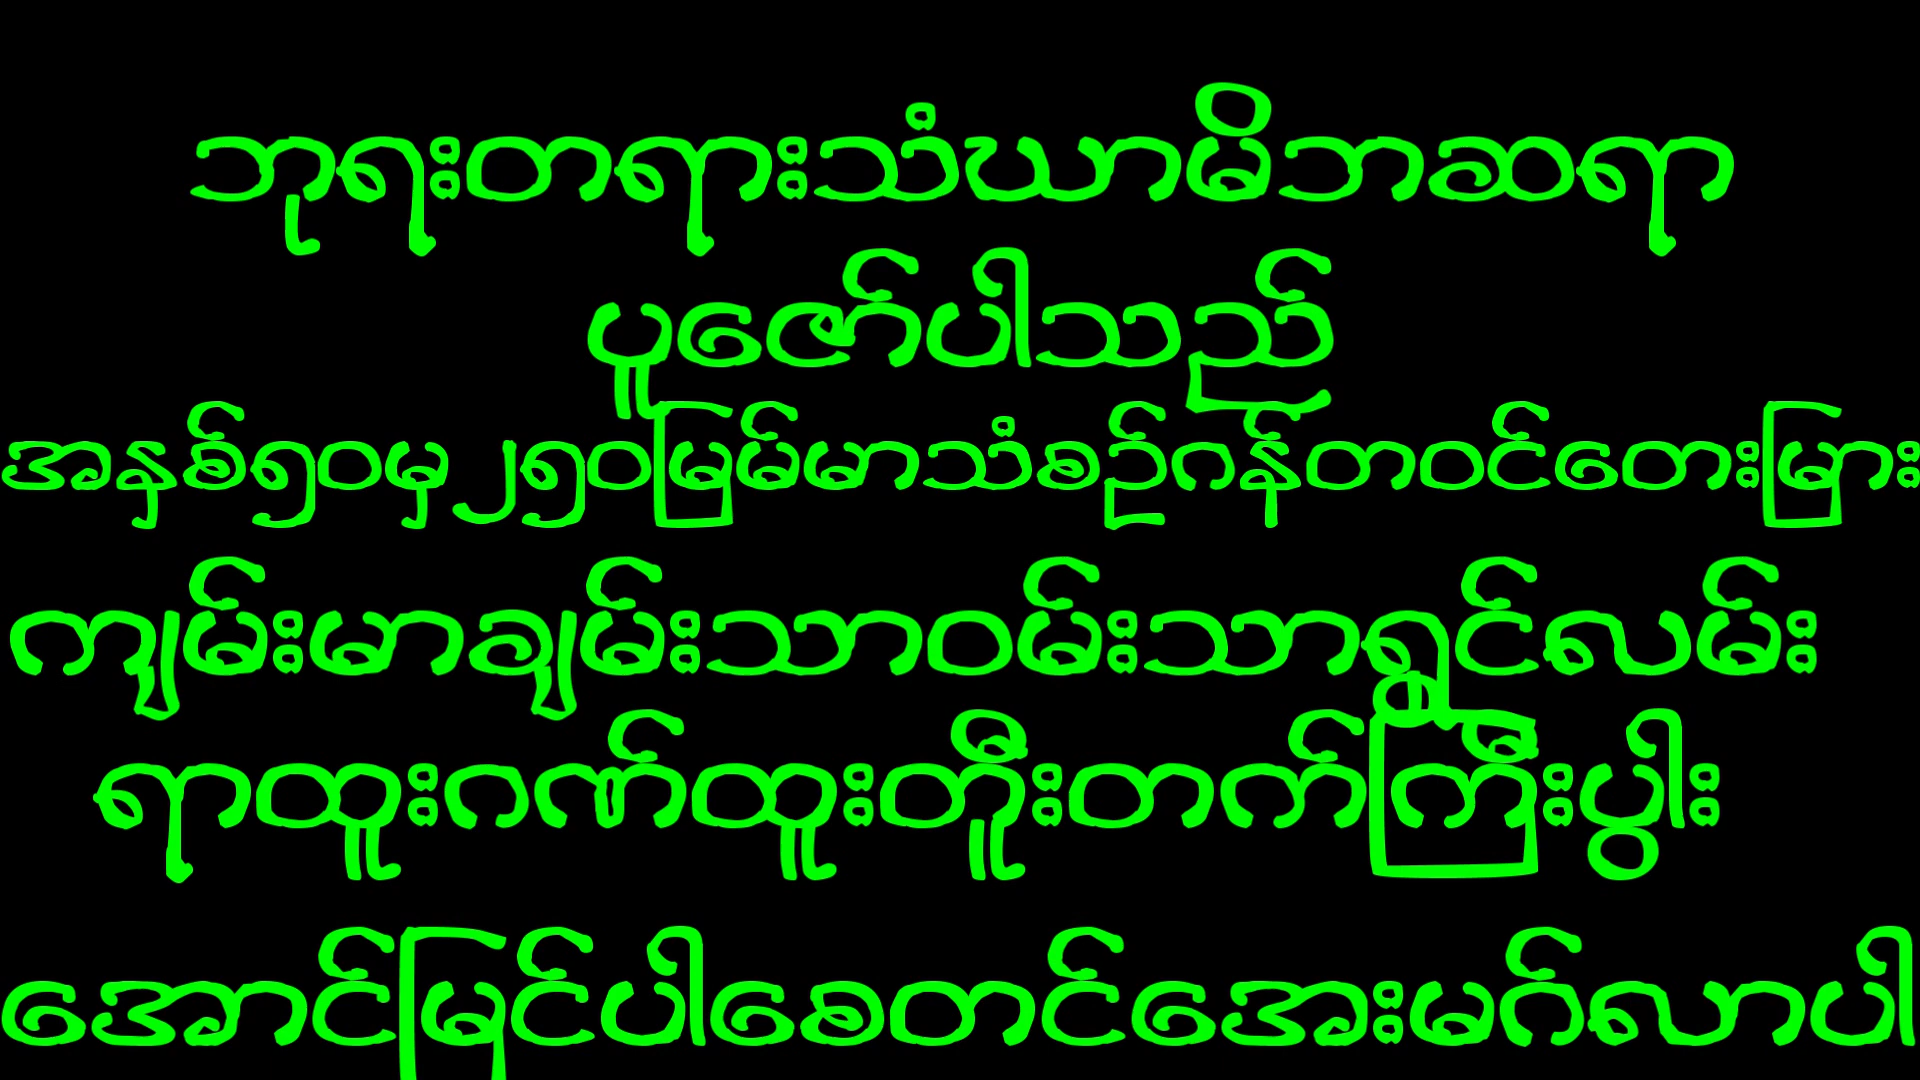 ဘုရးတရားသံဃာမိဘဆရာ
ပူဇော်ပါသည်
အနှစ်၅၀မှ၂၅၀မြမ်မာသံစဉ်ဂန်တဝင်တေးမြား
ကျမ်းမာချမ်းသာဝမ်းသာရွှင်လမ်း
ရာထူးဂဏ်ထူးတိုးတက်ကြီးပွါး
အောင်မြင်ပါစေတင်အေးမင်္လာပါ